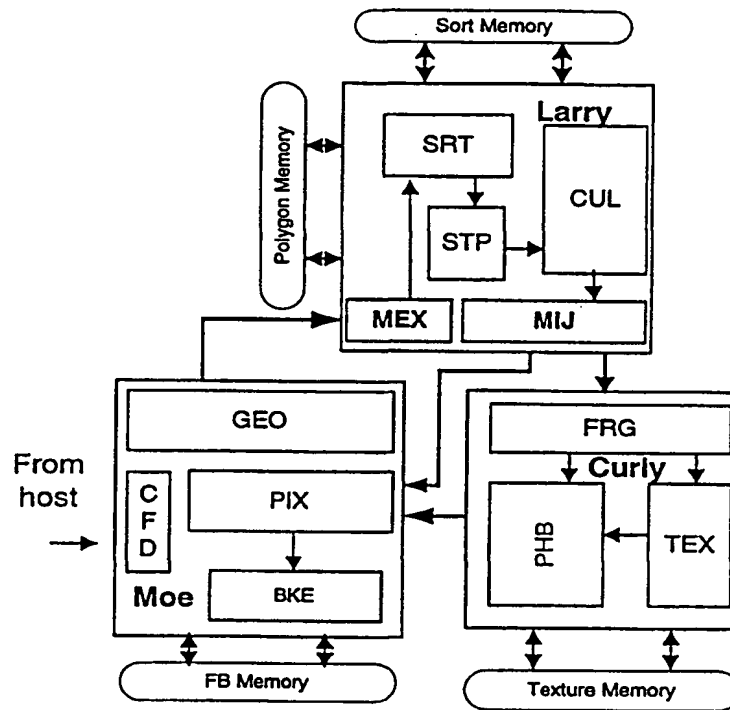 Sort Memory
Larry
SRT
Polygon Memory
CUL
STP
MEX
MIJ
GEO
FRG
From
host
Curly
CFD
PIX
PHB
TEX
Moe
BKE
FB Memory
Texture Memory